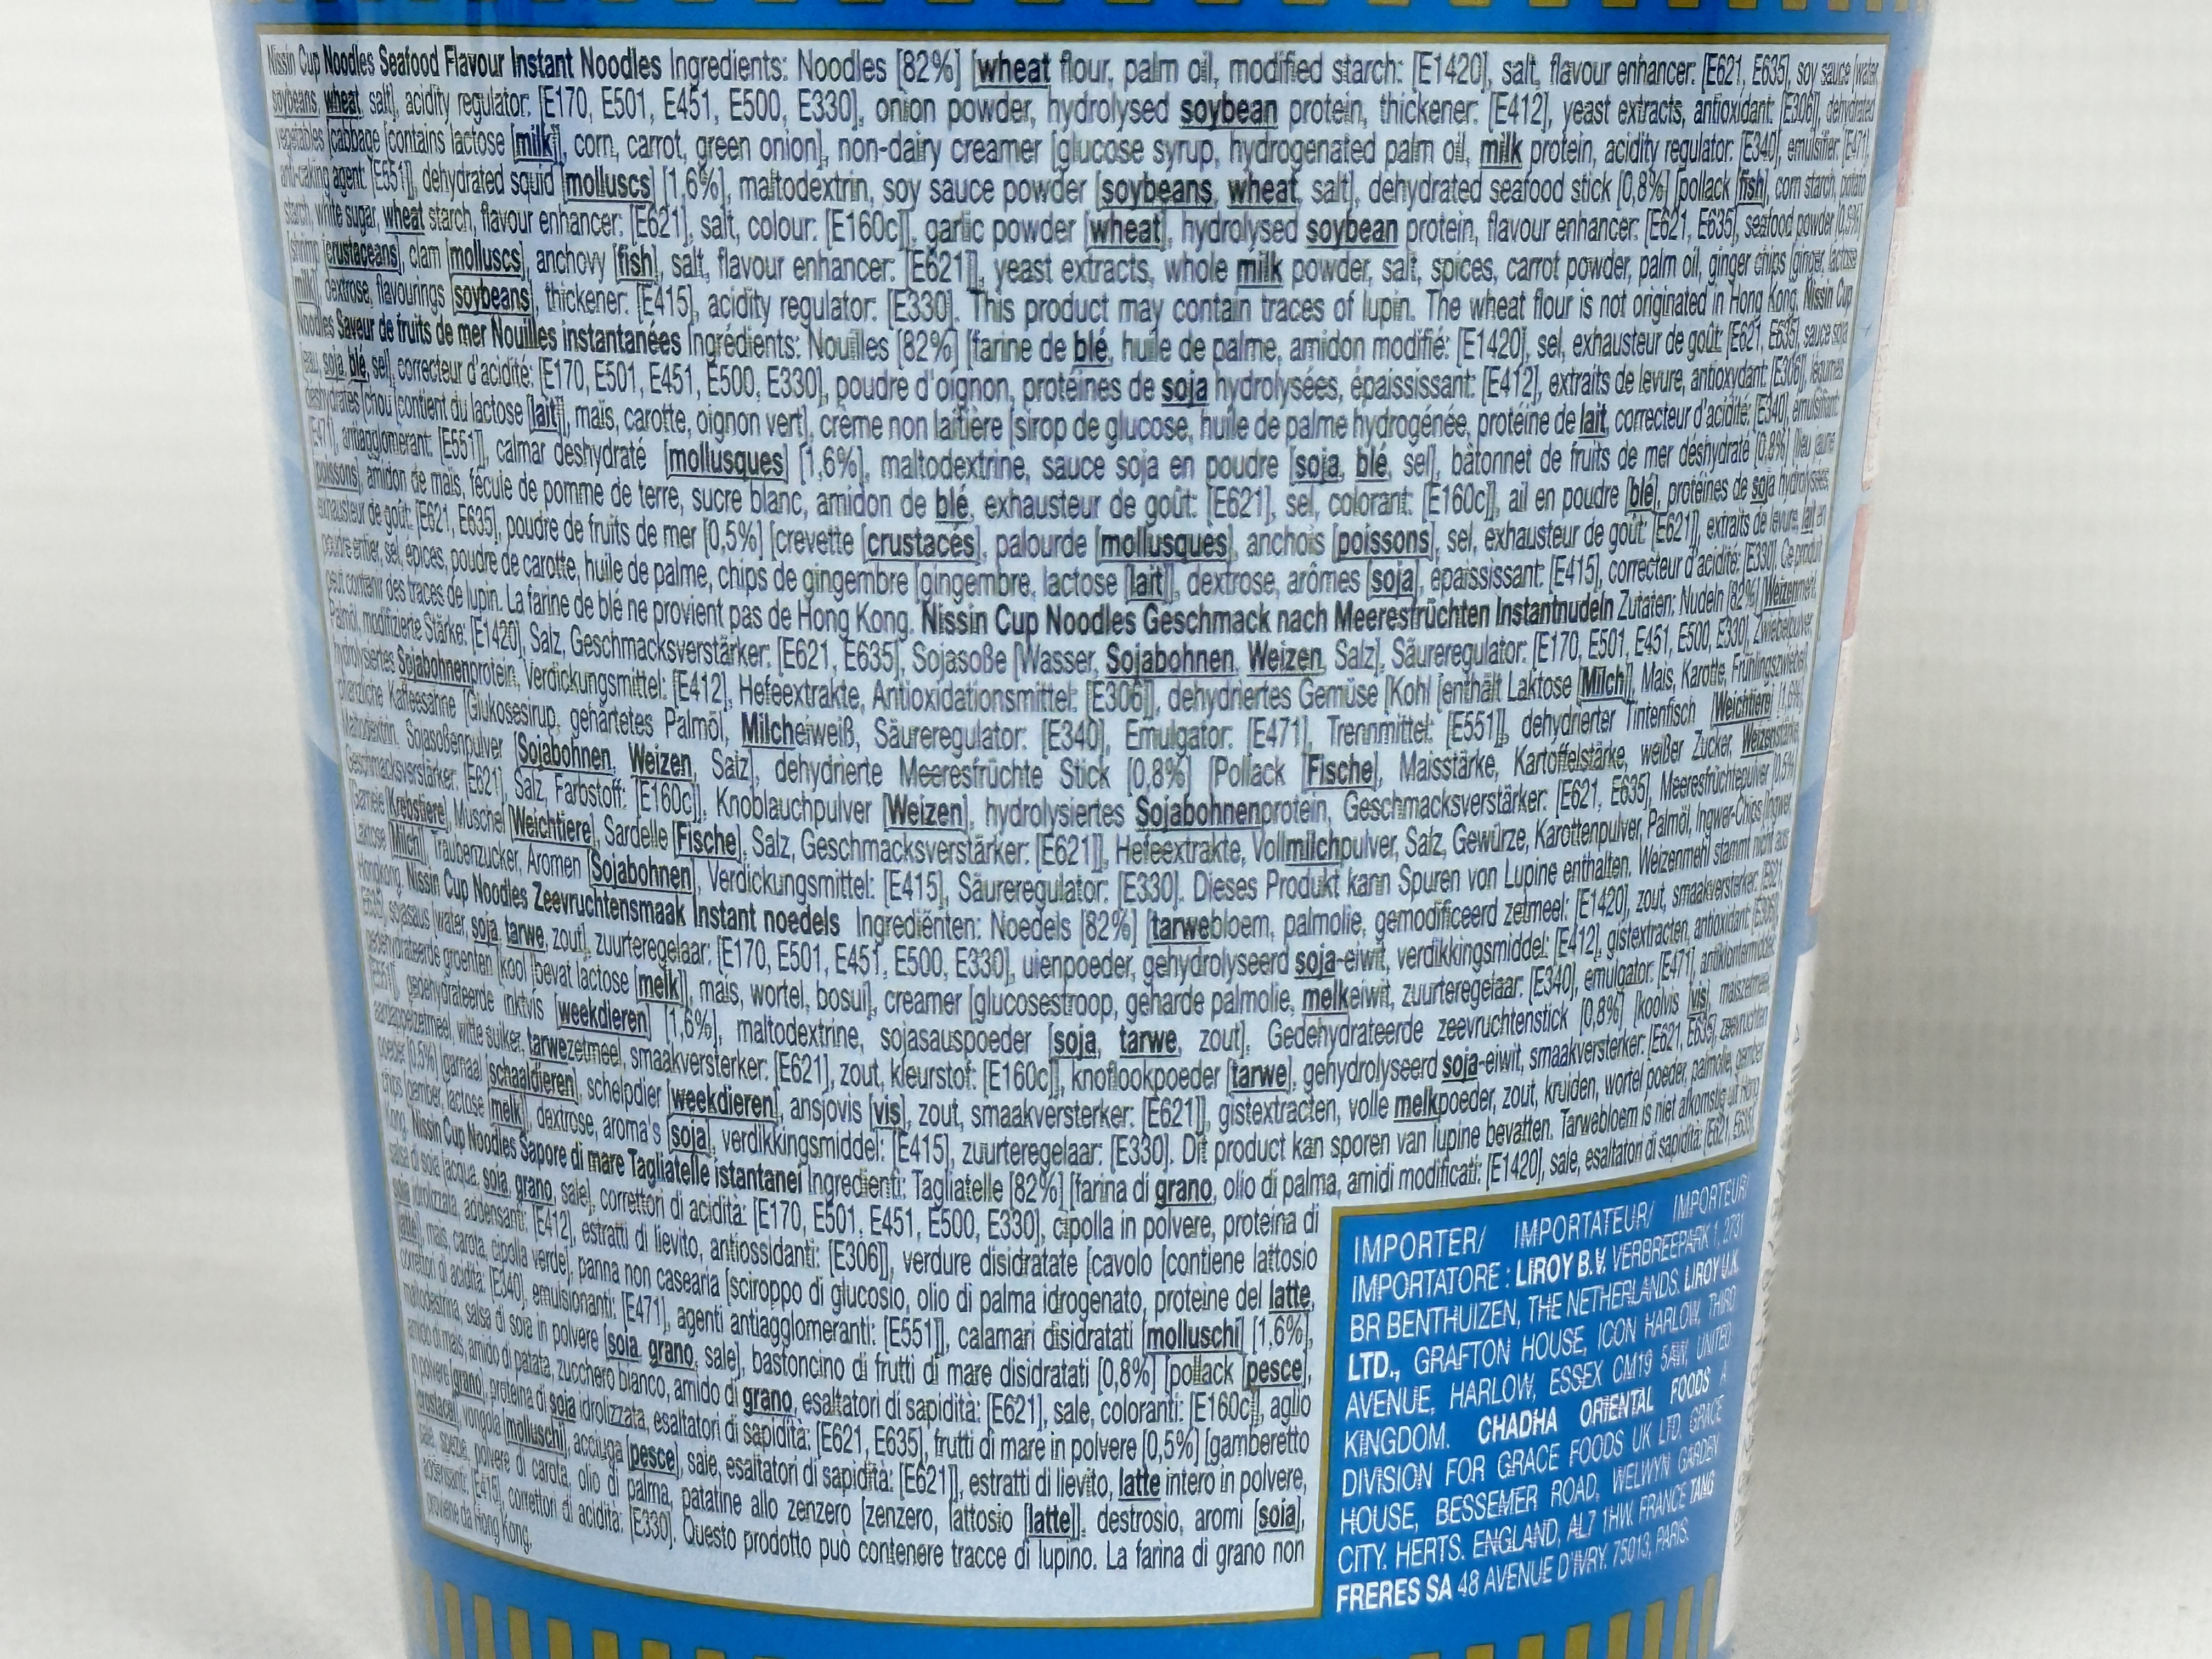 Nissin Cup Noodles Seafood Flavour Instant Noodles Ingredients: Noodles [82%] [wheat flour, palm oil, modified starch: [E1420], salt, flavour enhancer: [E621, E635], soy sauce [water,
soybeans, wheat, salt], acidity regulator: [E170, E501, E451, E500, E330], onion powder, hydrolysed soybean protein, thickener: [E412], yeast extracts, antioxidant: [E306]], dehydrated
vegetables [cabbage [contains lactose [milk]], corn, carrot, green onion], non-dairy creamer [glucose syrup, hydrogenated palm oil, milk protein, acidity regulator: [E340], emulsifier: [E471],
anti-caking agent: [E551]], dehydrated squid [molluscs] [1,6%], maltodextrin, soy sauce powder [soybeans, wheat, salt], dehydrated seafood stick [0,8%] [pollack [fish], corn starch, potato
starch, white sugar, wheat starch, flavour enhancer: [E621], salt, colour: [E160c]], garlic powder [wheat], hydrolysed soybean protein, flavour enhancer: [E621, E635], seafood powder [0,5%]
[shrimp [crustaceans], clam [molluscs], anchovy [fish], salt, flavour enhancer: [E621]], yeast extracts, whole milk powder, salt, spices, carrot powder, palm oil, ginger chips [ginger, lactose
[milk]], dextrose, flavourings [soybeans], thickener: [E415], acidity regulator: [E330]. This product may contain traces of lupin. The wheat flour is not originated in Hong Kong. Nissin Cup
Noodles Saveur de fruits de mer Nouilles instantanées Ingrédients: Nouilles [82%] [farine de blé, huile de palme, amidon modifié: [E1420], sel, exhausteur de goût: [E621, E635], sauce soja
[eau, soja, blé, sel], correcteur d'acidité: [E170, E501, E451, E500, E330], poudre d'oignon, protéines de soja hydrolysées, épaississant: [E412], extraits de levure, antioxydant: [E306]], légumes
déshydratés [chou [contient du lactose [lait]], maïs, carotte, oignon vert], crème non laitière [sirop de glucose, huile de palme hydrogénée, protéine de lait, correcteur d'acidité: [E340], émulsifiant:
[E471], antiagglomérant: [E551]], calmar déshydraté [mollusques] [1,6%], maltodextrine, sauce soja en poudre [soja, blé, sel], bâtonnet de fruits de mer déshydraté [0,8%] [lieu jaune
[poissons], amidon de maïs, fécule de pomme de terre, sucre blanc, amidon de blé, exhausteur de goût: [E621], sel, colorant: [E160c]], ail en poudre [blé], protéines de soja hydrolysées,
exhausteur de goût: [E621, E635], poudre de fruits de mer [0,5%] [crevette [crustacés], palourde [mollusques], anchois [poissons], sel, exhausteur de goût: [E621]], extraits de levure, lait en
poudre entier, sel, épices, poudre de carotte, huile de palme, chips de gingembre [gingembre, lactose [lait]], dextrose, arômes [soja], épaississant: [E415], correcteur d'acidité: [E330]. Ce produit
peut contenir des traces de lupin. La farine de blé ne provient pas de Hong Kong. Nissin Cup Noodles Geschmack nach Meeresfrüchten Instantnudeln Zutaten: Nudeln [82%] [Weizenmehl,
Palmöl, modifizierte Stärke: [E1420], Salz, Geschmacksverstärker: [E621, E635], Sojasoße [Wasser, Sojabohnen, Weizen, Salz], Säureregulator: [E170, E501, E451, E500, E330], Zwiebelpulver,
hydrolysiertes Sojabohnenprotein, Verdickungsmittel: [E412], Hefeextrakte, Antioxidationsmittel: [E306]], dehydriertes Gemüse [Kohl [enthält Laktose [Milch]], Mais, Karotte, Frühlingszwiebel],
pflanzliche Kaffeesahne [Glukosesirup, gehärtetes Palmöl, Milcheiweiß, Säureregulator: [E340], Emulgator: [E471], Trennmittel: [E551]], dehydrierter Tintenfisch [Weichtiere] [1,6%],
Maltodextrin, Sojasoßenpulver [Sojabohnen, Weizen, Salz], dehydrierte Meeresfrüchte Stick [0,8%] [Pollack [Fische], Maisstärke, Kartoffelstärke, weißer Zucker, Weizenstärke,
Geschmacksverstärker: [E621], Salz, Farbstoff: [E160c]], Knoblauchpulver [Weizen], hydrolysiertes Sojabohnenprotein, Geschmacksverstärker: [E621, E635], Meeresfrüchtepulver [0,5%]
[Garnele [Krebstiere], Muschel [Weichtiere], Sardelle [Fische], Salz, Geschmacksverstärker: [E621]], Hefeextrakte, Vollmilchpulver, Salz, Gewürze, Karottenpulver, Palmöl, Ingwer-Chips [Ingwer,
Laktose [Milch]], Traubenzucker, Aromen [Sojabohnen], Verdickungsmittel: [E415], Säureregulator: [E330]. Dieses Produkt kann Spuren von Lupine enthalten. Weizenmehl stammt nicht aus
Hongkong. Nissin Cup Noodles Zeevruchtensmaak Instant noedels Ingrediënten: Noedels [82%] [tarwebloem, palmolie, gemodificeerd zetmeel: [E1420], zout, smaakversterker: [E621,
E635], sojasaus [water, soja, tarwe, zout], zuurteregelaar: [E170, E501, E451, E500, E330], uienpoeder, gehydrolyseerd soja-eiwit, verdikkingsmiddel: [E412], gistextracten, antioxidant: [E306]],
gedehydrateerde groenten [kool [bevat lactose [melk]], maïs, wortel, bosui], creamer [glucosestroop, geharde palmolie, melkeiwit, zuurteregelaar: [E340], emulgator: [E471], antiklontermiddel:
[E551]], gedehydrateerde inktvis [weekdieren] [1,6%], maltodextrine, sojasauspoeder [soja, tarwe, zout], Gedehydrateerde zeevruchtenstick [0,8%] [koolvis [vis], maiszetmeel,
aardappelzetmeel, witte suiker, tarwezetmeel, smaakversterker: [E621], zout, kleurstof: [E160c]], knoflookpoeder [tarwe], gehydrolyseerd soja-eiwit, smaakversterker: [E621, E635], zeevruchten
poeder [0,5%] [garnaal [schaaldieren], schelpdier [weekdieren], ansjovis [vis], zout, smaakversterker: [E621]], gistextracten, volle melkpoeder, zout, kruiden, wortel poeder, palmolie, gember
chips [gember, lactose [melk]], dextrose, aroma's [soja], verdikkingsmiddel: [E415], zuurteregelaar: [E330]. Dit product kan sporen van lupine bevatten. Tarwebloem is niet afkomstig uit Hong
Kong. Nissin Cup Noodles Sapore di mare Tagliatelle istantanei Ingredienti: Tagliatelle [82%] [farina di grano, olio di palma, amidi modificati: [E1420], sale, esaltatori di sapidità: [E621, E635],
salsa di soia [acqua, soia, grano, sale], correttori di acidità: [E170, E501, E451, E500, E330], cipolla in polvere, proteina di
soia idrolizzata, addensanti: [E412], estratti di lievito, antiossidanti: [E306]], verdure disidratate [cavolo [contiene lattosio
[latte]], mais, carota, cipolla verde], panna non casearia [sciroppo di glucosio, olio di palma idrogenato, proteine del latte,
correttori di acidità: [E340], emulsionanti: [E471], agenti antiagglomeranti: [E551]], calamari disidratati [molluschi] [1,6%],
maltodestrina, salsa di soia in polvere [soia, grano, sale], bastoncino di frutti di mare disidratati [0,8%] [pollack [pesce],
amido di mais, amido di patata, zucchero bianco, amido di grano, esaltatori di sapidità: [E621], sale, coloranti: [E160c]], aglio
in polvere [grano], proteina di soia idrolizzata, esaltatori di sapidità: [E621, E635], frutti di mare in polvere [0,5%] [gamberetto
[crostacei], vongola [molluschi], acciuga [pesce], sale, esaltatori di sapidità: [E621]], estratti di lievito, latte intero in polvere,
sale, spezie, polvere di carota, olio di palma, patatine allo zenzero [zenzero, lattosio [latte]], destrosio, aromi [soia],
addensanti: [E415], correttori di acidità: [E330]. Questo prodotto può contenere tracce di lupino. La farina di grano non
proviene da Hong Kong.
IMPORTER/ IMPORTATEUR/ IMPORTEUR/
IMPORTATORE : LIROY B.V. VERBREEPARK 1, 2731
BR BENTHUIZEN, THE NETHERLANDS. LIROY U.K.
LTD., GRAFTON HOUSE, ICON HARLOW, THIRD
AVENUE, HARLOW, ESSEX CM19 5AW, UNITED
KINGDOM. CHADHA ORIENTAL FOODS A
DIVISION FOR GRACE FOODS UK LTD, GRACE
HOUSE, BESSEMER ROAD, WELWYN GARDEN
CITY. HERTS. ENGLAND, AL7 1HW. FRANCE TANG
FRERES SA 48 AVENUE D'IVRY. 75013, PARIS.